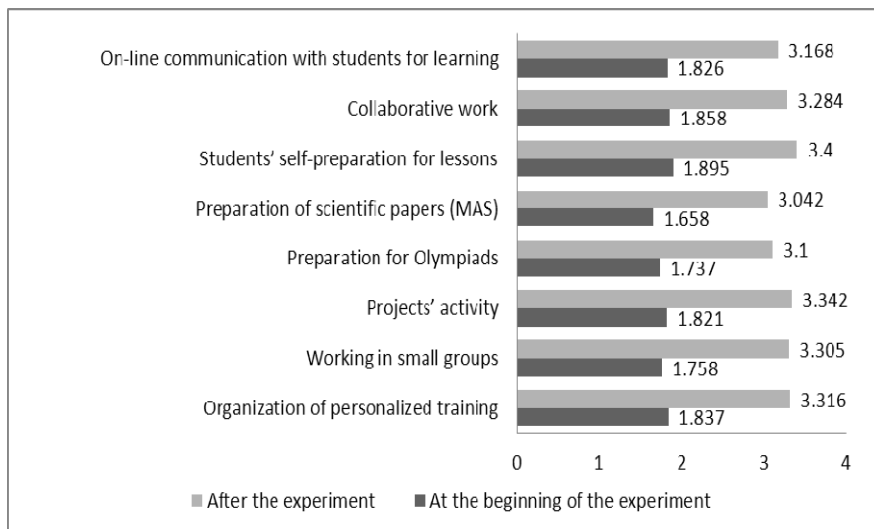 On-line communication with students for learning
3.168
1.826
Collaborative work
3.284
1.858
Students' self-preparation for lessons
3.4
1.895
Preparation of scientific papers (MAS)
3.042
1.658
Preparation for Olympiads
3.1
1.737
Projects' activity
3.342
1.821
Working in small groups
3.305
1.758
Organization of personalized training
3.316
1.837
0 1 2 3 4
After the experiment At the beginning of the experiment